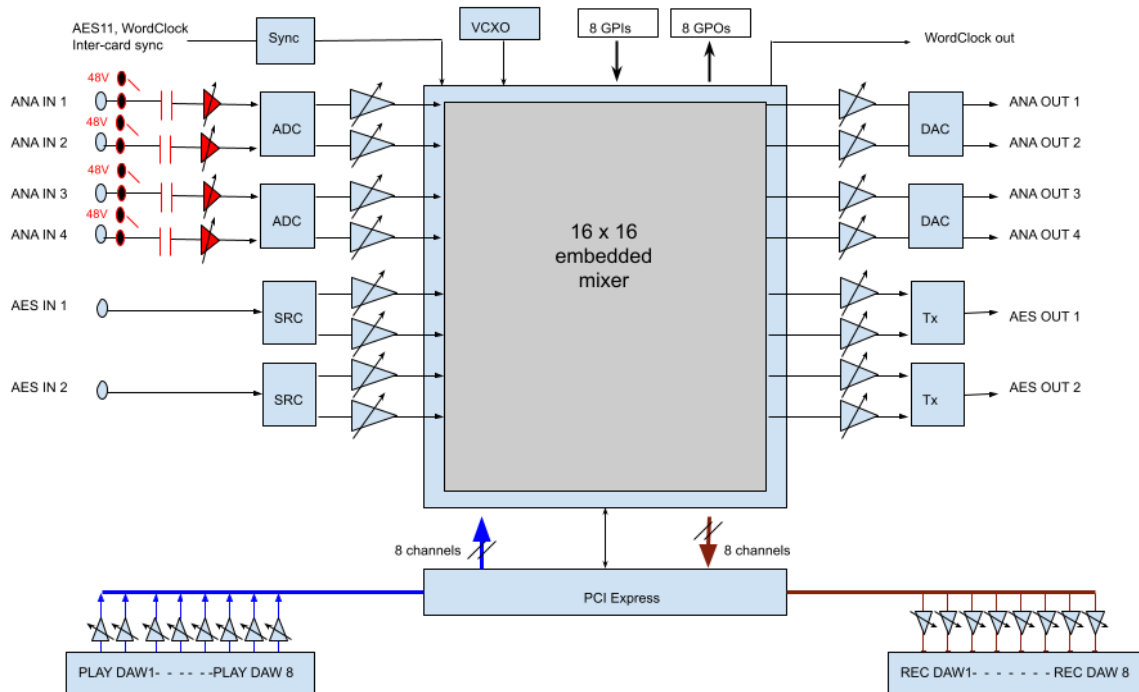 AES11, WordClock
Inter-card sync
Sync
VCXO
8 GPIs
8 GPOs
WordClock out
48V
ANA IN 1
48V
ANA IN 2
48V
ANA IN 3
48V
ANA IN 4
ADC
ADC
AES IN 1
SRC
AES IN 2
SRC
16 x 16
embedded
mixer
DAC
ANA OUT 1
ANA OUT 2
DAC
ANA OUT 3
ANA OUT 4
Tx
AES OUT 1
Tx
AES OUT 2
8 channels
8 channels
PCI Express
PLAY DAW1- - - - - --PLAY DAW 8
REC DAW1- - - - - - - - REC DAW 8